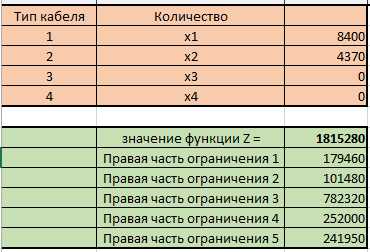 Тип кабеля Количество
1 x1 8400
2 x2 4370
3 x3 0
4 x4 0
значение функции Z = 1815280
Правая часть ограничения 1 179460
Правая часть ограничения 2 101480
Правая часть ограничения 3 782320
Правая часть ограничения 4 252000
Правая часть ограничения 5 241950